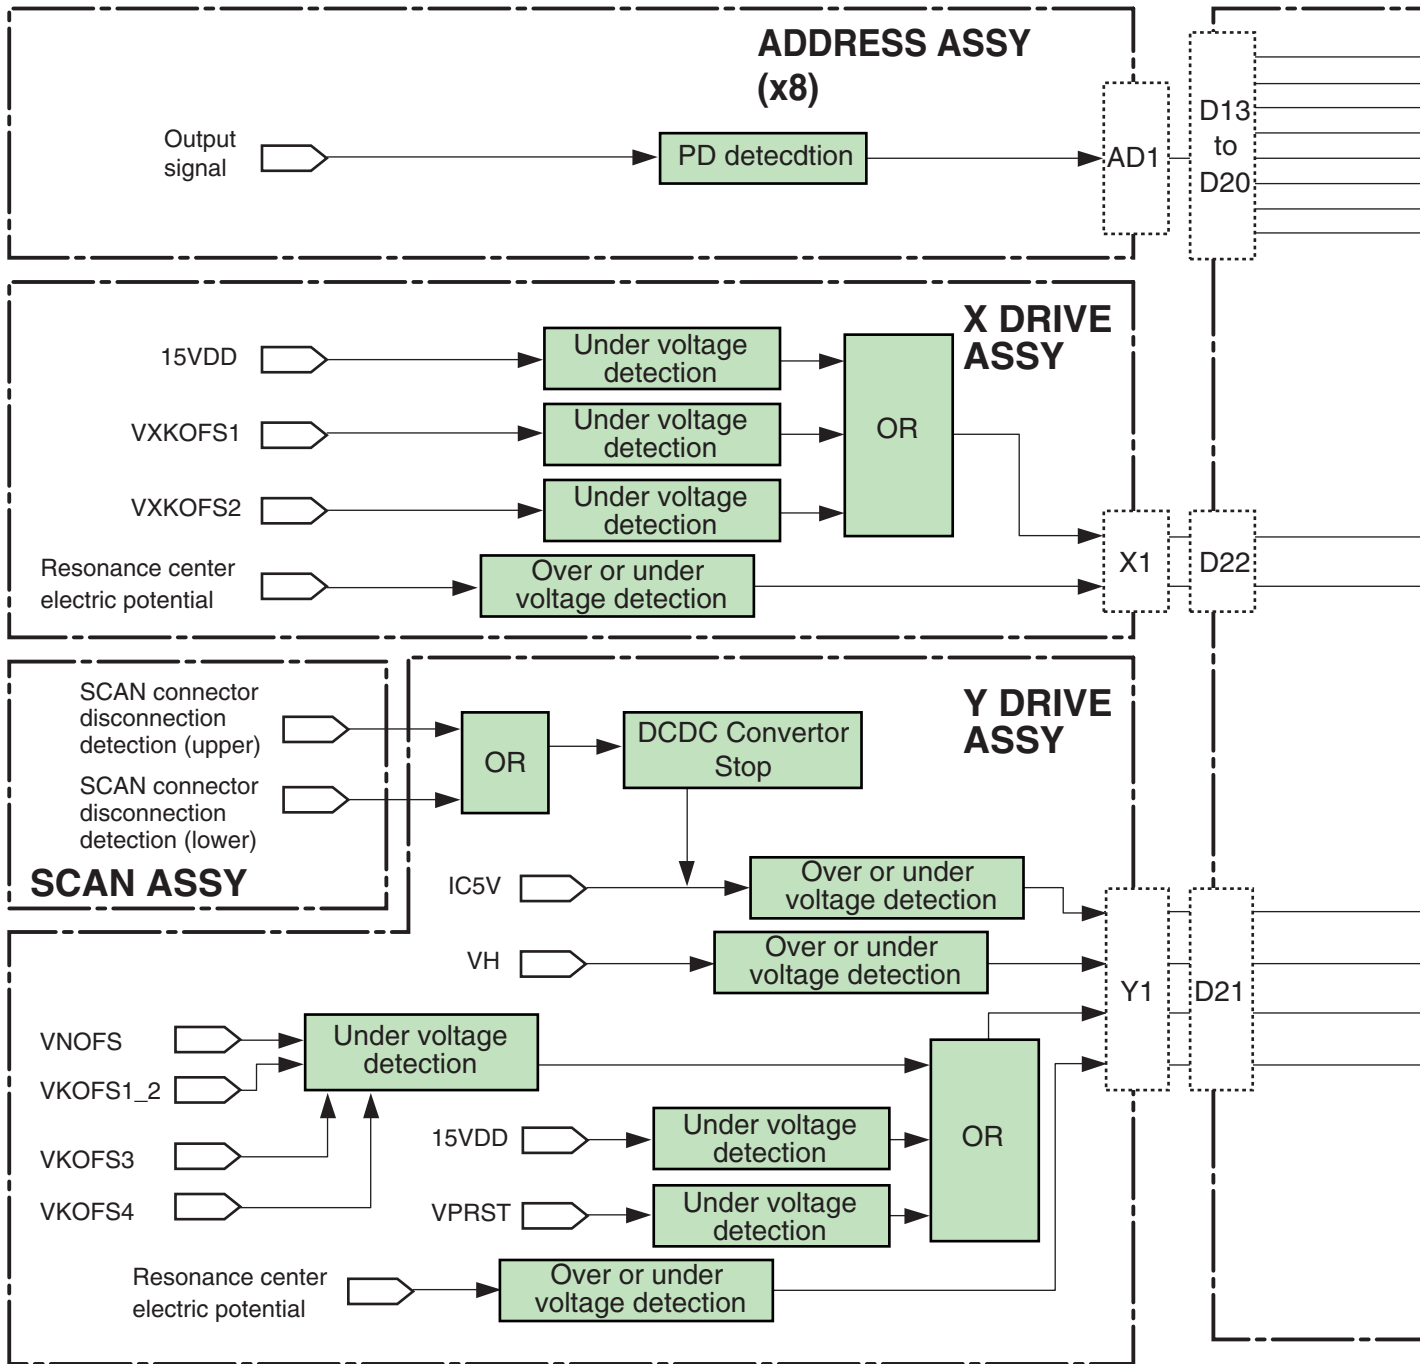 ADDRESS ASSY
(x8)
Output
signal
PD detecdtion
AD1
D13
to
D20
X DRIVE
ASSY
15VDD
Under voltage
detection
VXKOFS1
Under voltage
detection
OR
VXKOFS2
Under voltage
detection
Resonance center
electric potential
Over or under
voltage detection
X1
D22
SCAN connector
disconnection
detection (upper)
SCAN connector
disconnection
detection (lower)
SCAN ASSY
Y DRIVE
ASSY
OR
DCDC Convertor
Stop
IC5V
Over or under
voltage detection
VH
Over or under
voltage detection
Y1
D21
VNOFS
Under voltage
detection
VKOFS1_2
VKOFS3
VKOFS4
15VDD
Under voltage
detection
OR
VPRST
Under voltage
detection
Resonance center
electric potential
Over or under
voltage detection